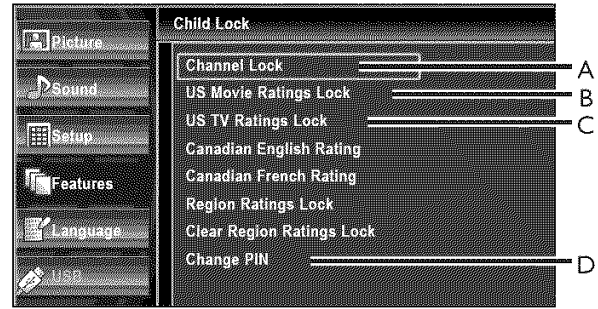 Child Lock
Picture
Sound
Setup
Features
Language
USB
Channel Lock
US Movie Ratings Lock
US TV Ratings Lock
Canadian English Rating
Canadian French Rating
Region Ratings Lock
Clear Region Ratings Lock
Change PIN
A
B
C
D